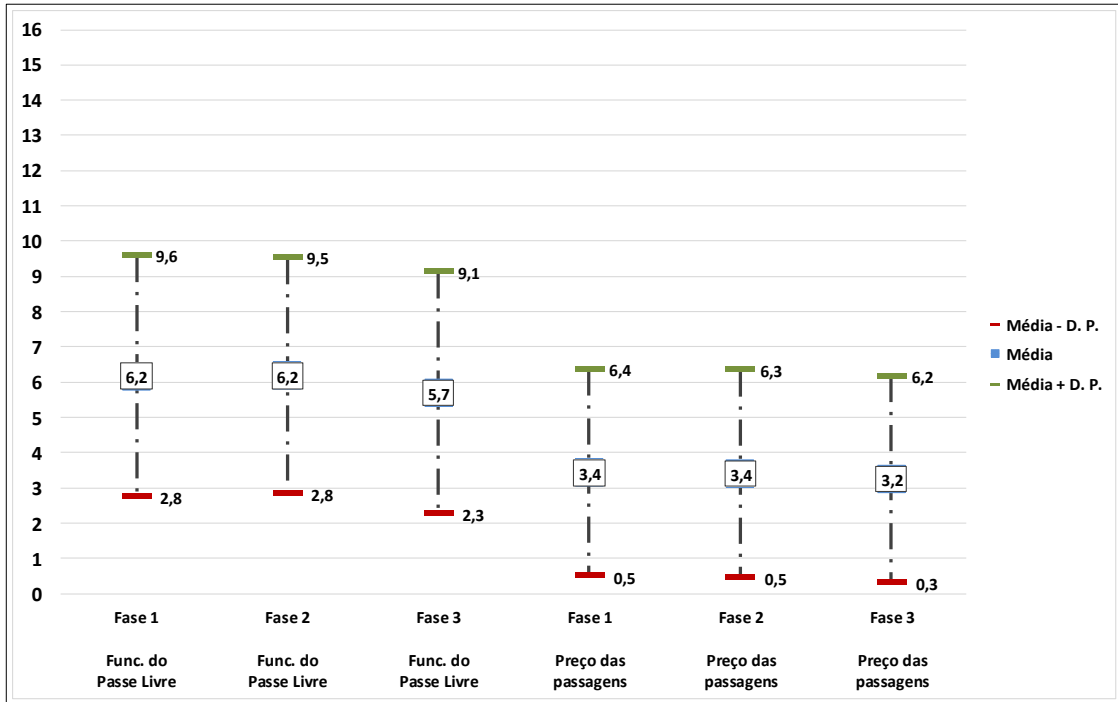 16
15
14
13
12
11
10
9
8
7
6
5
4
3
2
1
0
9,6
9,5
9,1
6,4
6,3
6,2
6,2
6,2
5,7
3,4
3,4
3,2
2,8
2,8
2,3
0,5
0,5
0,3
Média - D. P.
Média
Média + D. P.
Fase 1
Fase 2
Fase 3
Fase 1
Fase 2
Fase 3
Func. do
Passe Livre
Func. do
Passe Livre
Func. do
Passe Livre
Preço das
passagens
Preço das
passagens
Preço das
passagens